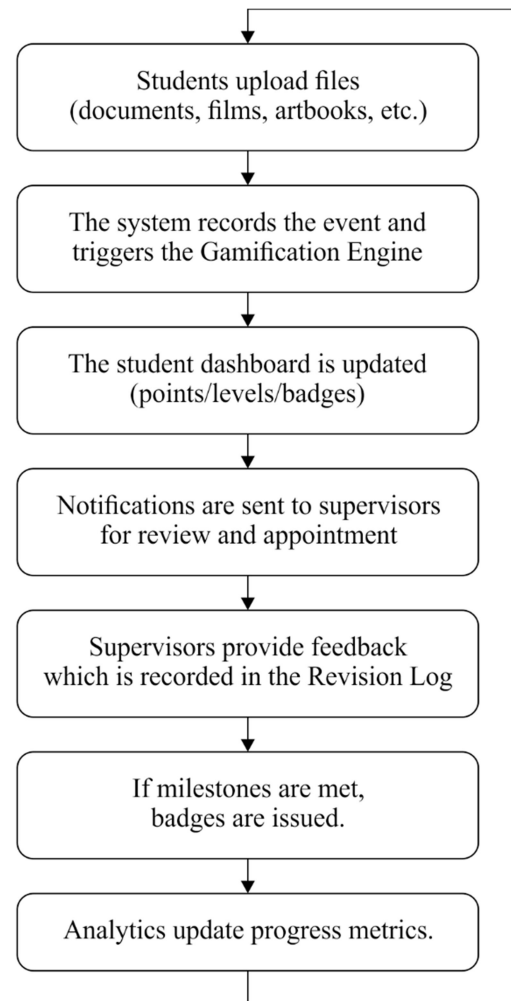 Students upload files
(documents, films, artbooks, etc.)
The system records the event and
triggers the Gamification Engine
The student dashboard is updated
(points/levels/badges)
Notifications are sent to supervisors
for review and appointment
Supervisors provide feedback
which is recorded in the Revision Log
If milestones are met,
badges are issued.
Analytics update progress metrics.